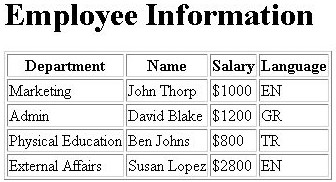 Employee Information
Department Name Salary Language
Marketing John Thorp $1000 EN
Admin David Blake $1200 GR
Physical Education Ben Johns $800 TR
External Affairs Susan Lopez $2800 EN